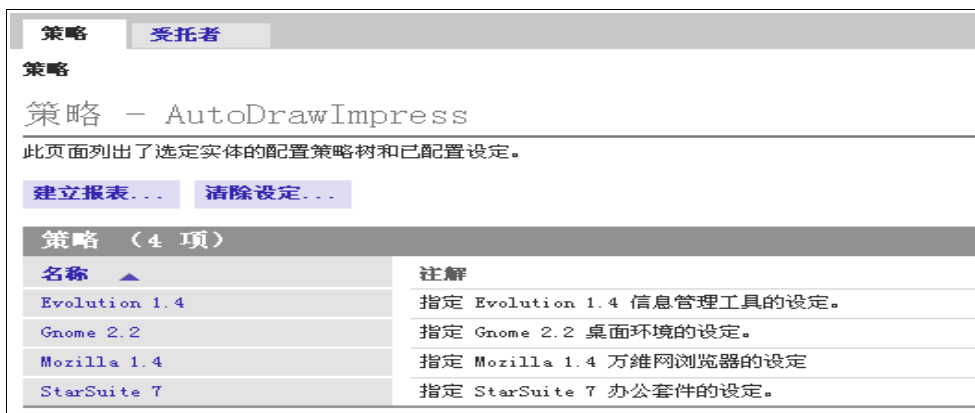 策略 受托者
策略
策略 - AutoDrawImpress
此页面列出了选定实体的配置策略树和已配置设定。
建立报表... 清除设定...
策略 (4 项)
名称 注解
Evolution 1.4 指定 Evolution 1.4 信息管理工具的设定。
Gnome 2.2 指定 Gnome 2.2 桌面环境的设定。
Mozilla 1.4 指定 Mozilla 1.4 万维网浏览器的设定
StarSuite 7 指定 StarSuite 7 办公套件的设定。